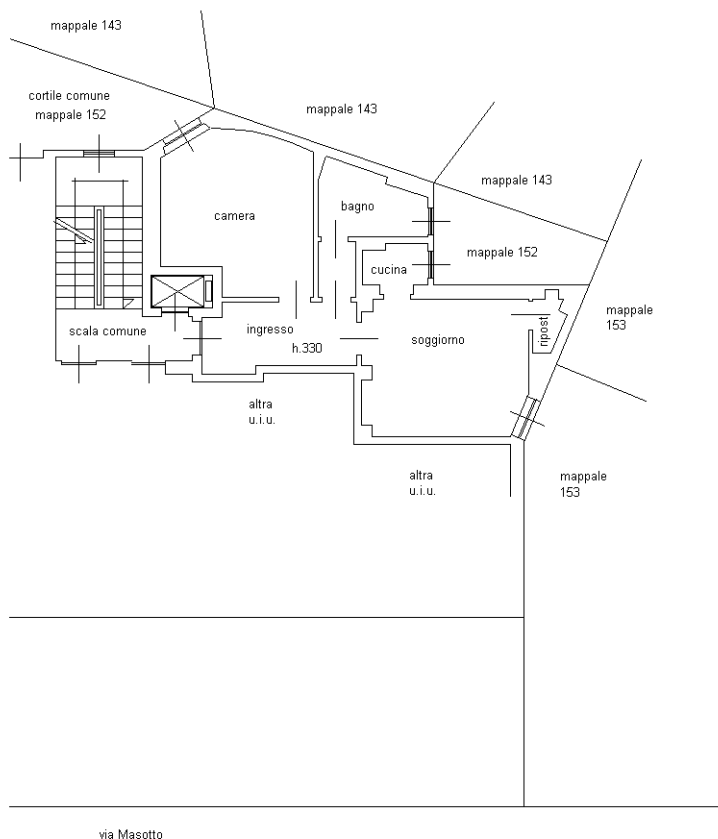 mappale 143
cortile comune
mappale 152
mappale 143
mappale 143
bagno
camera
mappale 152
cucina
mappale
153
scala comune
ingresso
h.330
soggiorno
ripost
altra
u.i.u.
altra
u.i.u.
mappale
153
via Masotto